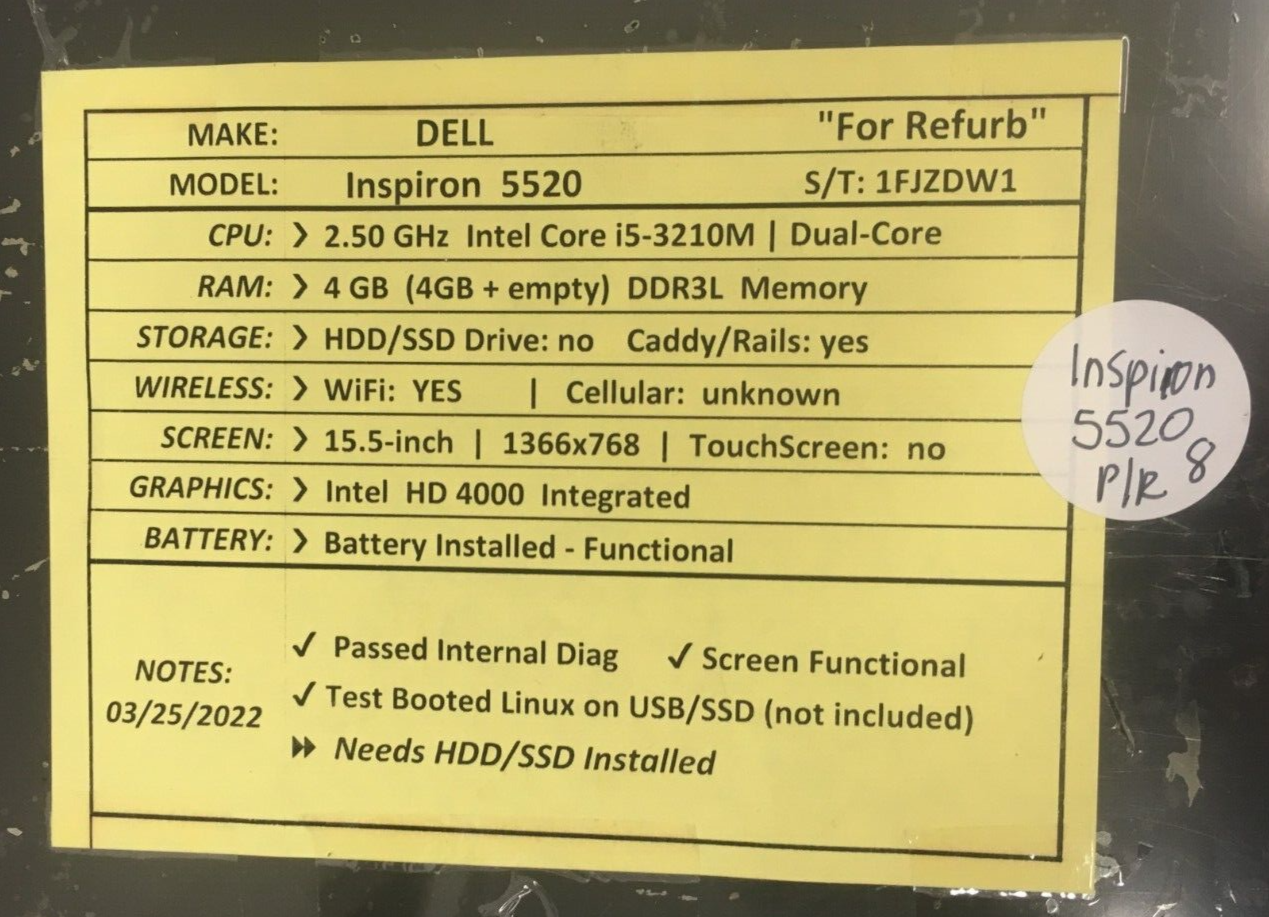 MAKE: DELL "For Refurb"
MODEL: Inspiron 5520 S/T: 1FJZDW1
CPU: ❯ 2.50 GHz Intel Core i5-3210M | Dual-Core
RAM: ❯ 4 GB (4GB + empty) DDR3L Memory
STORAGE: ❯ HDD/SSD Drive: no Caddy/Rails: yes
WIRELESS: ❯ WiFi: YES | Cellular: unknown
SCREEN: ❯ 15.5-inch | 1366x768 | TouchScreen: no
GRAPHICS: ❯ Intel HD 4000 Integrated
BATTERY: ❯ Battery Installed - Functional
NOTES:
03/25/2022
✓ Passed Internal Diag ✓ Screen Functional
✓ Test Booted Linux on USB/SSD (not included)
⏩ Needs HDD/SSD Installed
Inspiron
5520
P/R 8